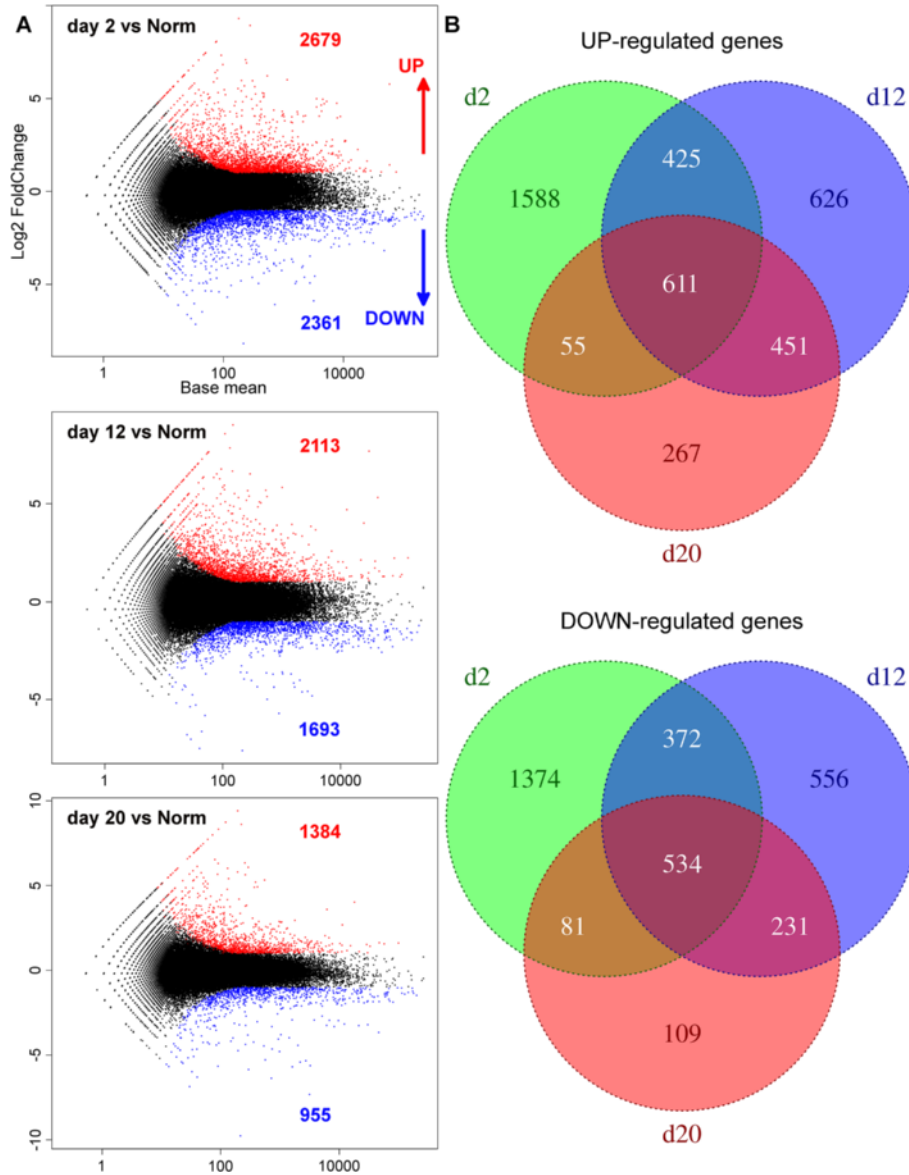 A
day 2 vs Norm
2679
UP
5
0
-5
Log2 FoldChange
DOWN
2361
1
100
10000
Base mean
day 12 vs Norm
2113
5
0
-5
1693
1
100
10000
day 20 vs Norm
1384
10
5
0
-5
-10
955
1
100
10000
B
UP-regulated genes
d2
d12
425
1588
626
611
55
451
267
d20
DOWN-regulated genes
d2
d12
372
1374
556
534
81
231
109
d20